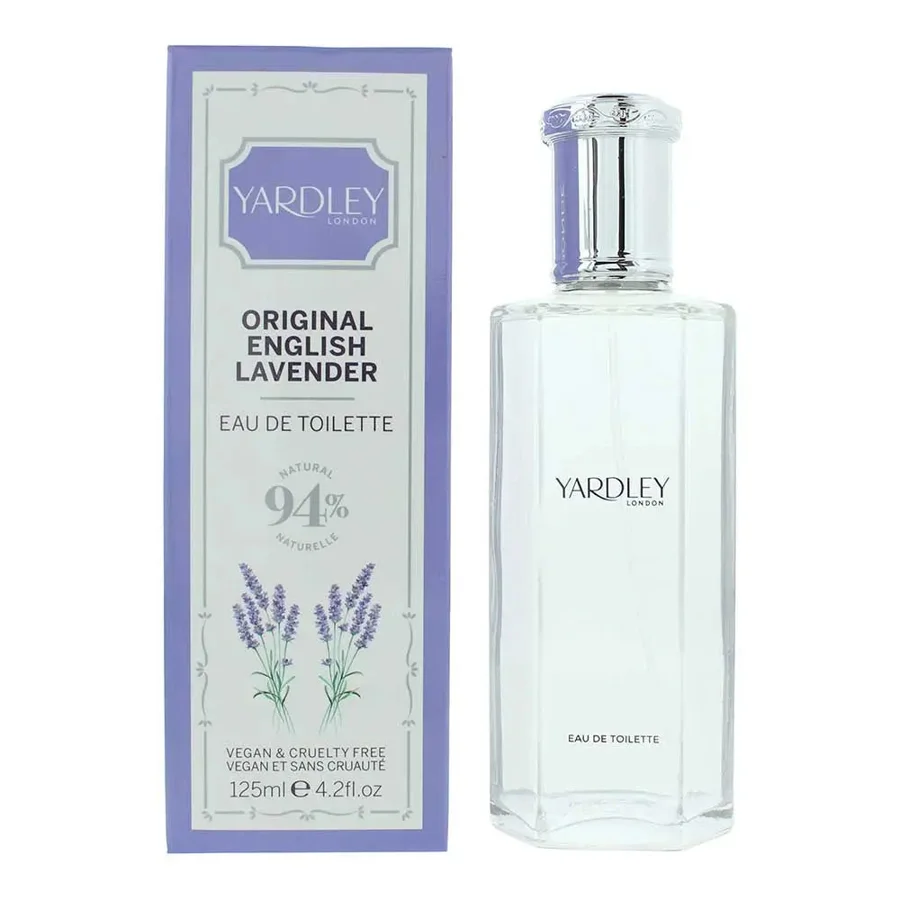 YARDLEY
LONDON
ORIGINAL
ENGLISH
LAVENDER
EAU DE TOILETTE
NATURAL
94%
NATURELLE
VEGAN & CRUELTY FREE
VEGAN ET SANS CRUAUTÉ
125ml e 4.2fl.oz
YARDLEY
LONDON
EAU DE TOILETTE